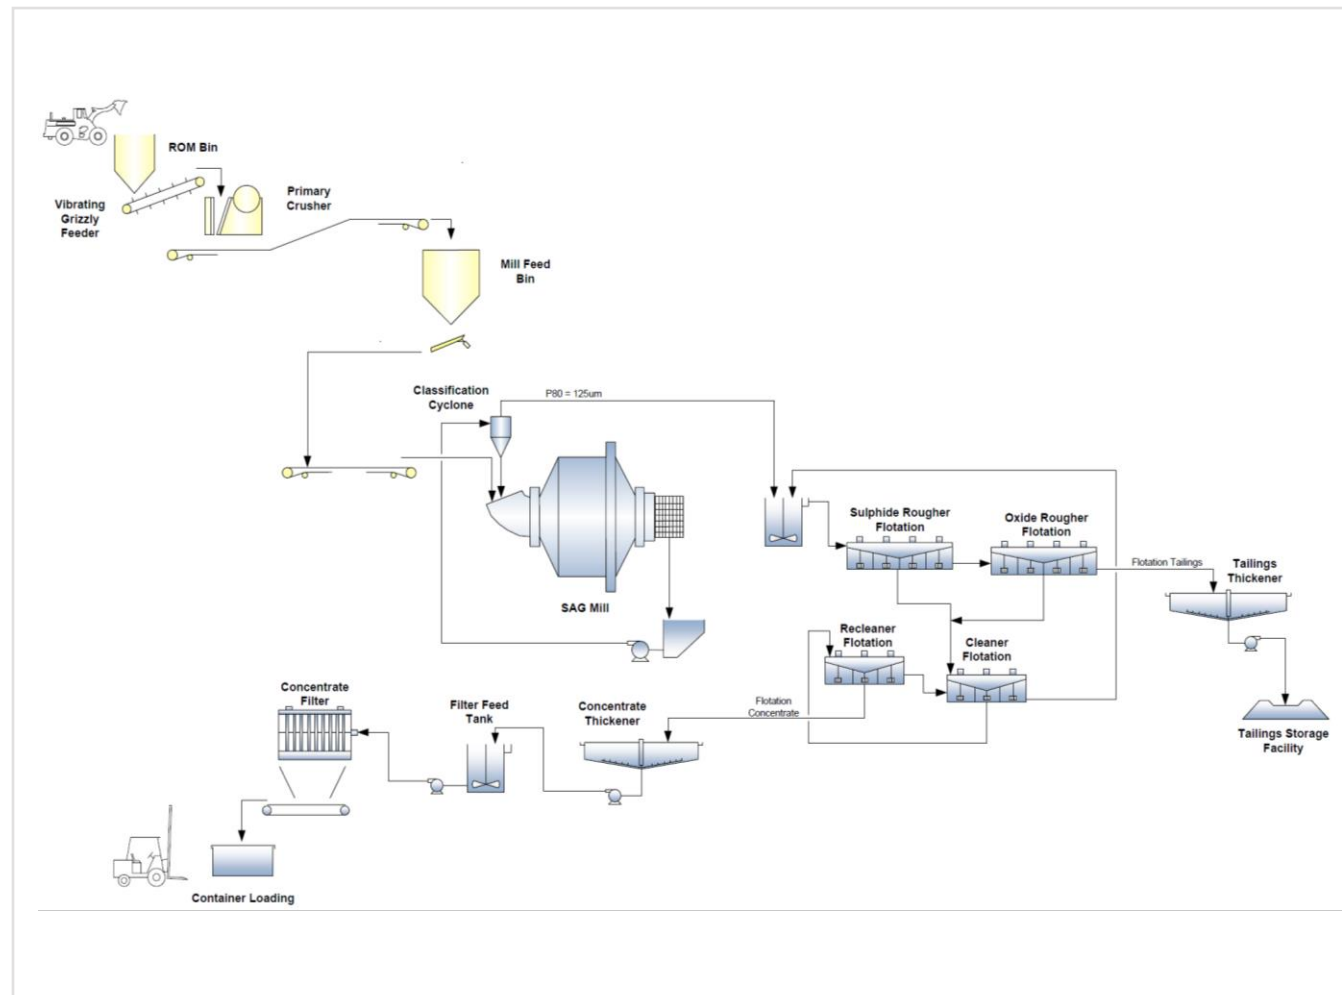 ROM Bin
Vibrating
Grizzly
Feeder
Primary
Crusher
Mill Feed
Bin
Classification
Cyclone
P80 = 125um
SAG Mill
Sulphide Rougher
Flotation
Oxide Rougher
Flotation
Flotation Tailings
Tailings
Thickener
Recleaner
Flotation
Cleaner
Flotation
Tailings Storage
Facility
Flotation
Concentrate
Concentrate
Thickener
Filter Feed
Tank
Concentrate
Filter
Container Loading